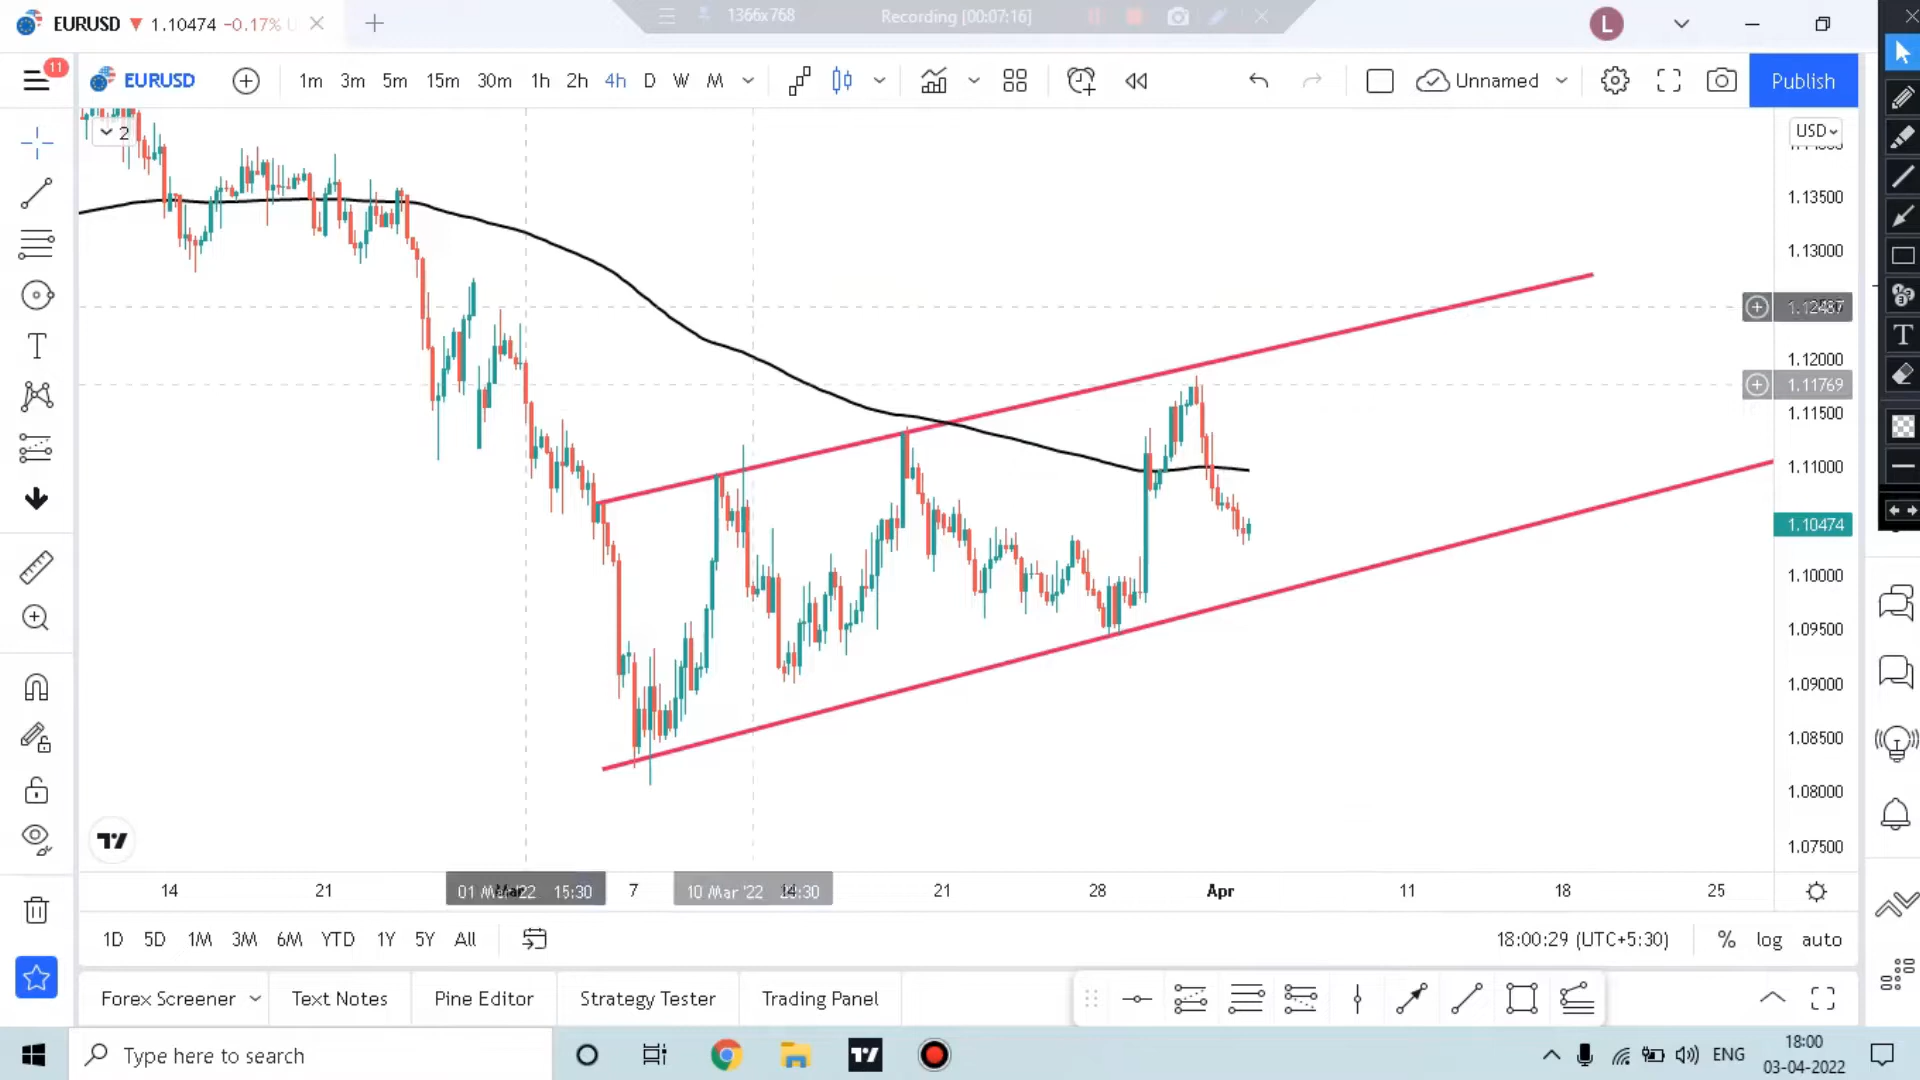 EURUSD ▼ 1.10474 -0.17%
1366x768
Recording [00:07:16]
L
11
EURUSD
1m 3m 5m 15m 30m 1h 2h 4h D W M
Unnamed
Publish
2
USD
1.13500
1.13000
1.12487
1.12000
1.11769
1.11500
1.11000
1.10474
1.10000
1.09500
1.09000
1.08500
1.08000
1.07500
14 21 01 Mar '22 15:30 7 10 Mar '22 21 28 Apr 11 18 25
1D 5D 1M 3M 6M YTD 1Y 5Y All
18:00:29 (UTC+5:30)
% log auto
Forex Screener Text Notes Pine Editor Strategy Tester Trading Panel
Type here to search
ENG
18:00
03-04-2022